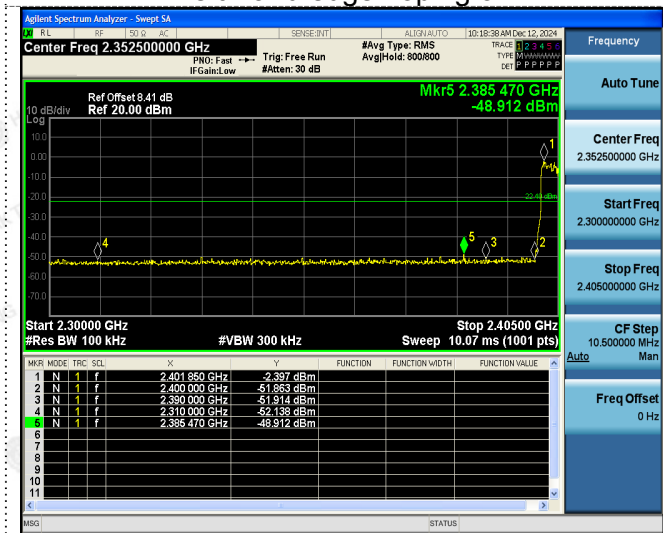 Agilent Spectrum Analyzer - Swept SA
LXI RL RF 50 Ω AC SENSE:INT ALIGN AUTO 10:18:38 AM Dec 12, 2024
Center Freq 2.352500000 GHz
PNO: Fast
IFGain:Low
Trig: Free Run
#Atten: 30 dB
#Avg Type: RMS
Avg|Hold: 800/800
TRACE 1 2 3 4 5 6
TYPE M
DET P P P P P P
Frequency
Auto Tune
Center Freq
2.352500000 GHz
Start Freq
2.300000000 GHz
Stop Freq
2.405000000 GHz
CF Step
10.500000 MHz
Auto Man
Freq Offset
0 Hz
Mkr5 2.385 470 GHz
-48.912 dBm
Ref Offset 8.41 dB
10 dB/div Ref 20.00 dBm
Log
10.0
0.00
-10.0
-20.0
-30.0
-40.0
-50.0
-60.0
-70.0
1
-22.40 dBm
4
5
3
2
Start 2.30000 GHz Stop 2.40500 GHz
#Res BW 100 kHz #VBW 300 kHz Sweep 10.07 ms (1001 pts)
MKR MODE TRC SCL X Y FUNCTION FUNCTION WIDTH FUNCTION VALUE
1 N 1 f 2.401 850 GHz -2.397 dBm
2 N 1 f 2.400 000 GHz -51.863 dBm
3 N 1 f 2.390 000 GHz -51.914 dBm
4 N 1 f 2.310 000 GHz -52.138 dBm
5 N 1 f 2.385 470 GHz -48.912 dBm
6
7
8
9
10
11
MSG STATUS